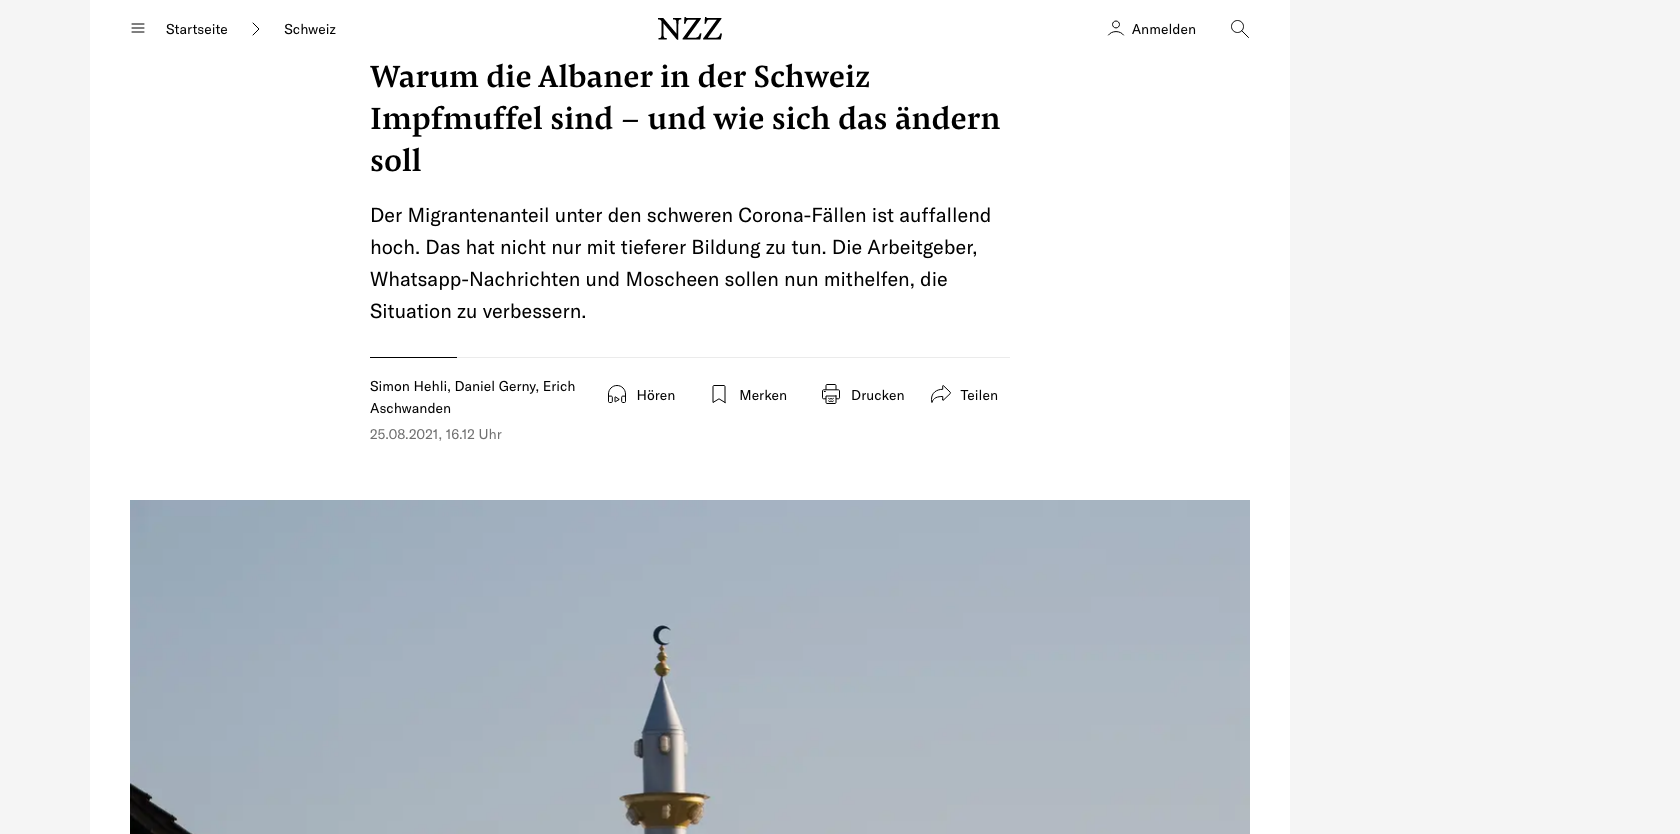 Startseite
Schweiz
NZZ
Anmelden
Warum die Albaner in der Schweiz
Impfmuffel sind – und wie sich das ändern
soll
Der Migrantenanteil unter den schweren Corona-Fällen ist auffallend
hoch. Das hat nicht nur mit tieferer Bildung zu tun. Die Arbeitgeber,
Whatsapp-Nachrichten und Moscheen sollen nun mithelfen, die
Situation zu verbessern.
Simon Hehli, Daniel Gerny, Erich
Aschwanden
25.08.2021, 16.12 Uhr
Hören
Merken
Drucken
Teilen